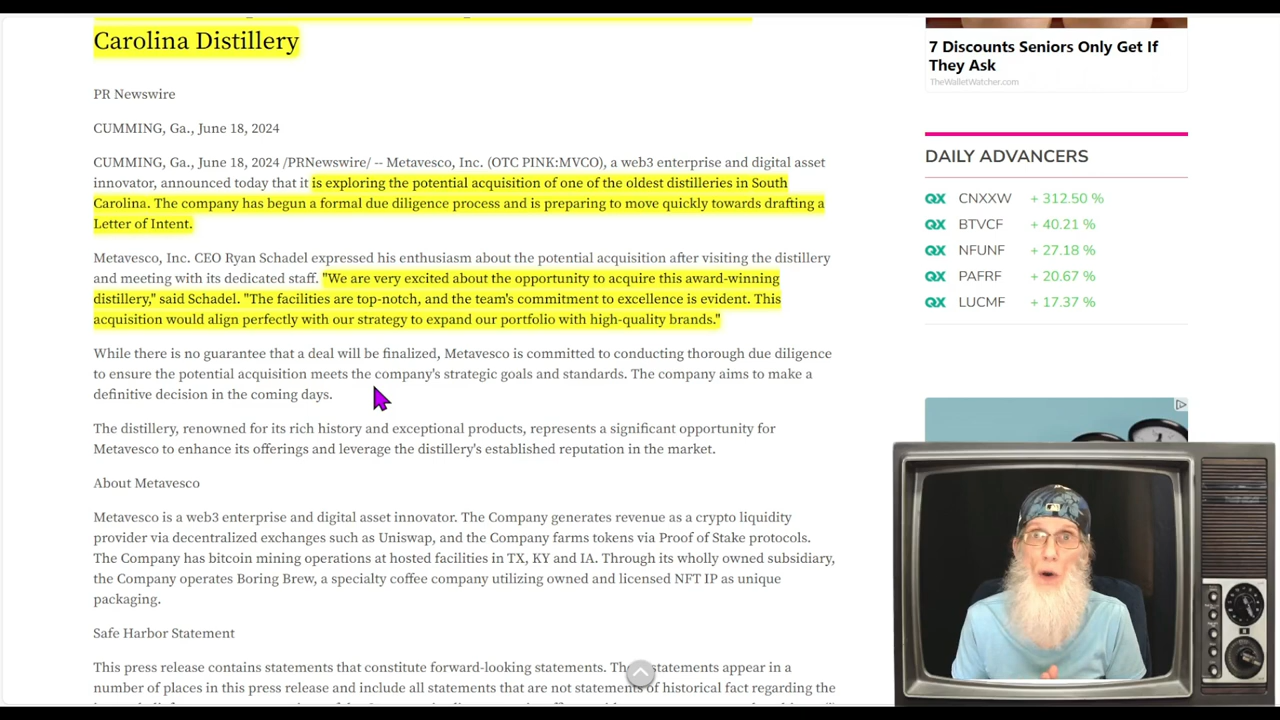 Carolina Distillery
PR Newswire
CUMMING, Ga., June 18, 2024
CUMMING, Ga., June 18, 2024 /PRNewswire/ -- Metavesco, Inc. (OTC PINK:MVCO), a web3 enterprise and digital asset
innovator, announced today that it is exploring the potential acquisition of one of the oldest distilleries in South
Carolina. The company has begun a formal due diligence process and is preparing to move quickly towards drafting a
Letter of Intent.
Metavesco, Inc. CEO Ryan Schadel expressed his enthusiasm about the potential acquisition after visiting the distillery
and meeting with its dedicated staff. "We are very excited about the opportunity to acquire this award-winning
distillery," said Schadel. "The facilities are top-notch, and the team's commitment to excellence is evident. This
acquisition would align perfectly with our strategy to expand our portfolio with high-quality brands."
While there is no guarantee that a deal will be finalized, Metavesco is committed to conducting thorough due diligence
to ensure the potential acquisition meets the company's strategic goals and standards. The company aims to make a
definitive decision in the coming days.
The distillery, renowned for its rich history and exceptional products, represents a significant opportunity for
Metavesco to enhance its offerings and leverage the distillery's established reputation in the market.
About Metavesco
Metavesco is a web3 enterprise and digital asset innovator. The Company generates revenue as a crypto liquidity
provider via decentralized exchanges such as Uniswap, and the Company farms tokens via Proof of Stake protocols.
The Company has bitcoin mining operations at hosted facilities in TX, KY and IA. Through its wholly owned subsidiary,
the Company operates Boring Brew, a specialty coffee company utilizing owned and licensed NFT IP as unique
packaging.
Safe Harbor Statement
This press release contains statements that constitute forward-looking statements. statements appear in a
number of places in this press release and include all statements that are not statements of historical fact regarding the
7 Discounts Seniors Only Get If
They Ask
TheWalletWatcher.com
DAILY ADVANCERS
QX CNXXW + 312.50 %
QX BTVCF + 40.21 %
QX NFUNF + 27.18 %
QX PAFRF + 20.67 %
QX LUCMF + 17.37 %